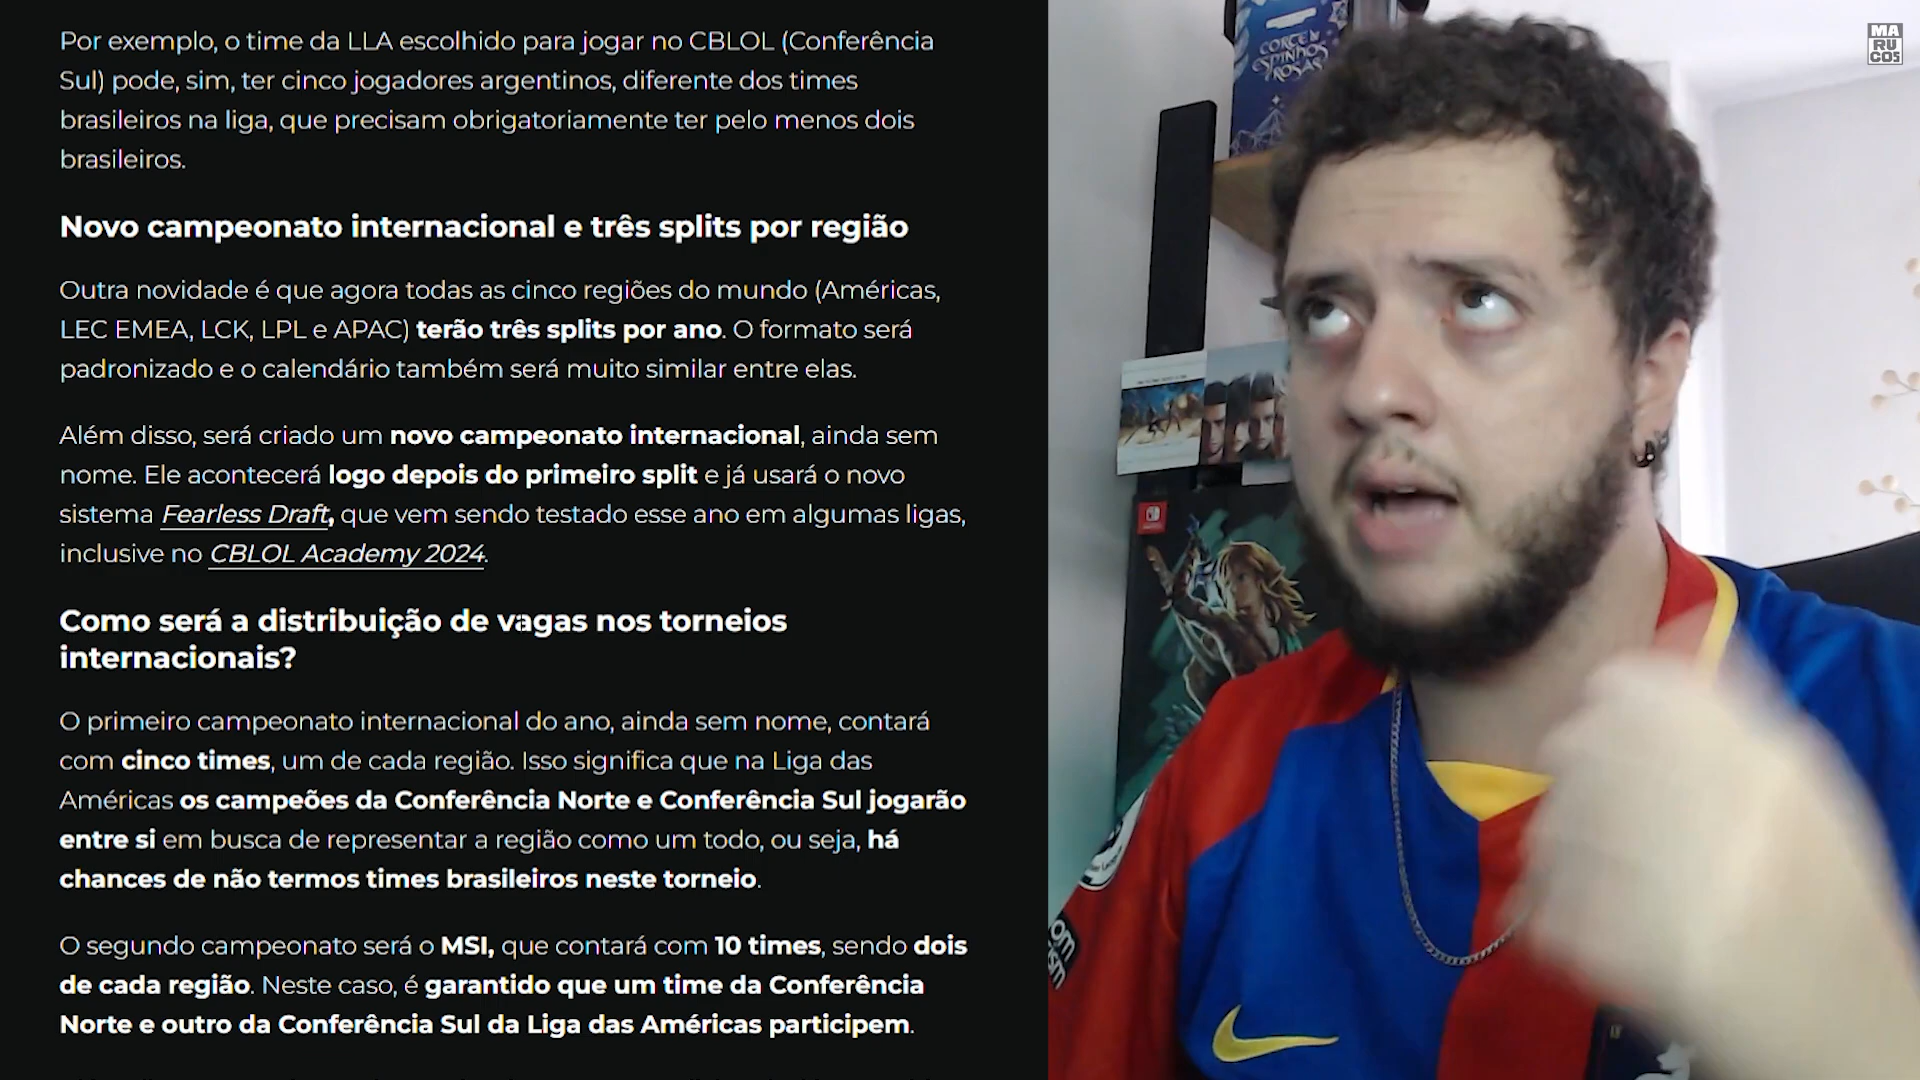 Por exemplo, o time da LLA escolhido para jogar no CBLOL (Conferência
Sul) pode, sim, ter cinco jogadores argentinos, diferente dos times
brasileiros na liga, que precisam obrigatoriamente ter pelo menos dois
brasileiros.
Novo campeonato internacional e três splits por região
Outra novidade é que agora todas as cinco regiões do mundo (Américas,
LEC EMEA, LCK, LPL e APAC) terão três splits por ano. O formato será
padronizado e o calendário também será muito similar entre elas.
Além disso, será criado um novo campeonato internacional, ainda sem
nome. Ele acontecerá logo depois do primeiro split e já usará o novo
sistema Fearless Draft, que vem sendo testado esse ano em algumas ligas,
inclusive no CBLOL Academy 2024.
Como será a distribuição de vagas nos torneios
internacionais?
O primeiro campeonato internacional do ano, ainda sem nome, contará
com cinco times, um de cada região. Isso significa que na Liga das
Américas os campeões da Conferência Norte e Conferência Sul jogarão
entre si em busca de representar a região como um todo, ou seja, há
chances de não termos times brasileiros neste torneio.
O segundo campeonato será o MSI, que contará com 10 times, sendo dois
de cada região. Neste caso, é garantido que um time da Conferência
Norte e outro da Conferência Sul da Liga das Américas participem.
MA
RU
COS
CORTE DE
ESPINHOS
ROSAS